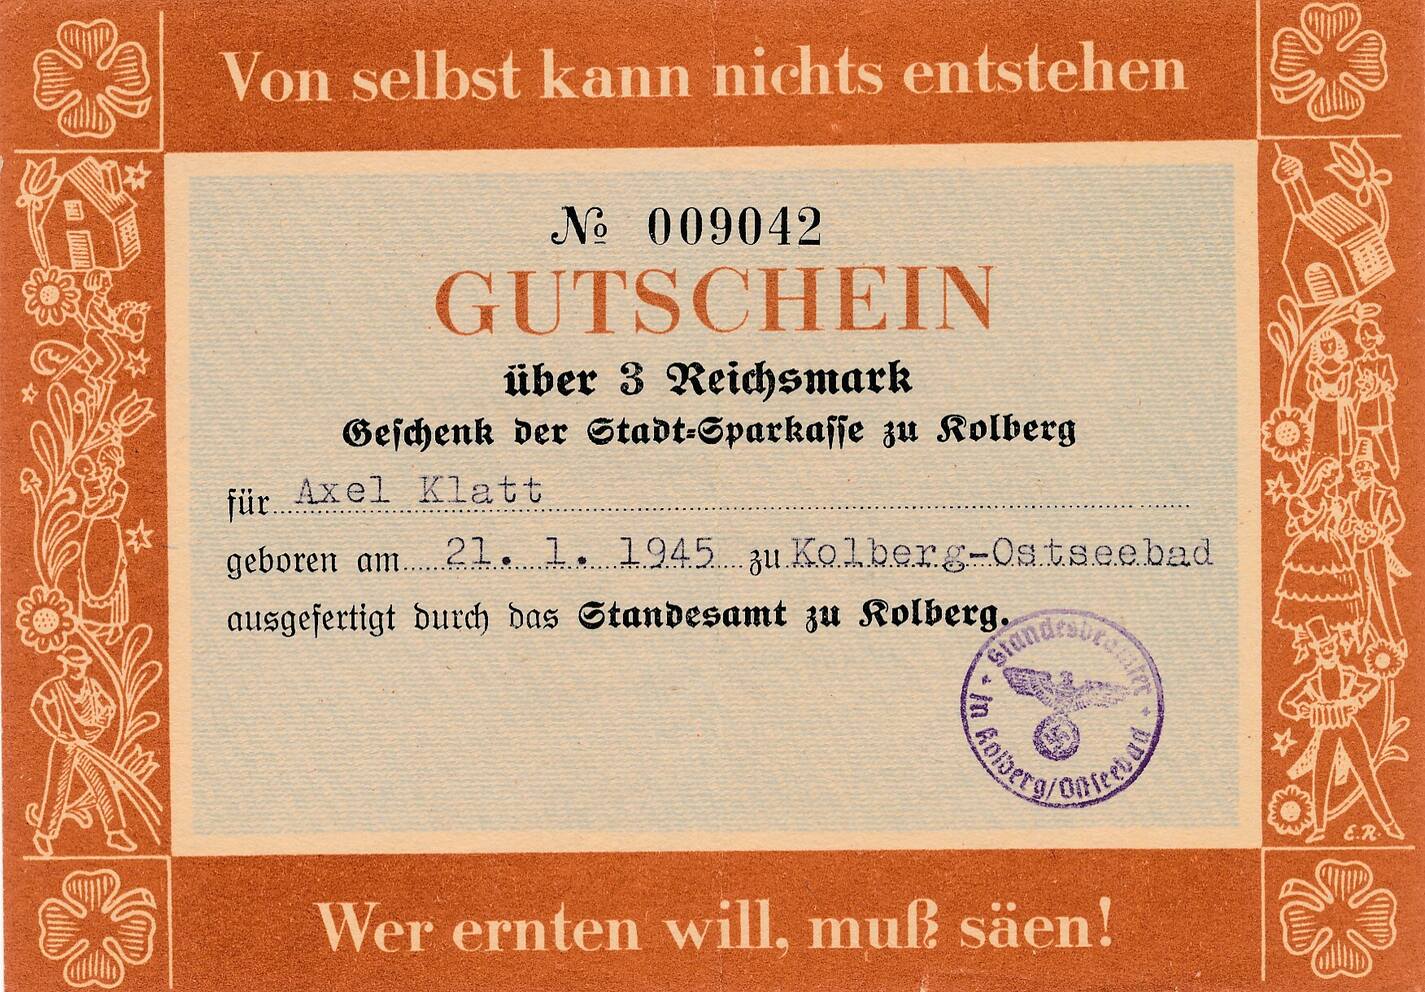 Von selbst kann nichts entstehen
№ 009042
GUTSCHEIN
über 3 Reichsmark
Geschenk der Stadt-Sparkasse zu Kolberg
für Axel Klatt
geboren am 21. 1. 1945 zu Kolberg-Ostseebad
ausgefertigt durch das Standesamt zu Kolberg.
Standesbeamter
in Kolberg/Ostseebad
E.R.
Wer ernten will, muß säen!